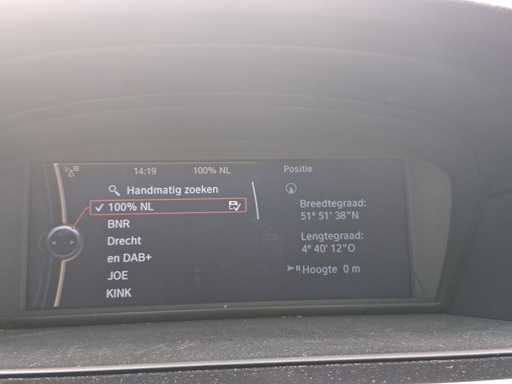 14:19 100% NL Positie
Handmatig zoeken
100% NL
BNR
Drecht
en DAB+
JOE
KINK
Breedtegraad:
51° 51' 38"N
Lengtegraad:
4° 40' 12"O
Hoogte 0 m